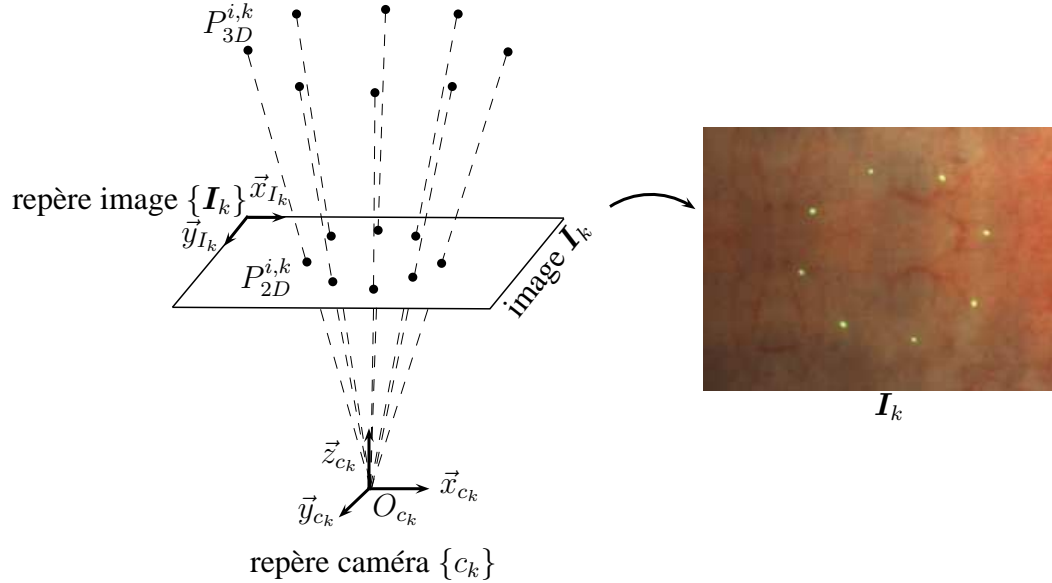 $P_{3D}^{i,k}$
repère image $\{\boldsymbol{I}_k\}$ $\vec{x}_{I_k}$
$\vec{y}_{I_k}$
$P_{2D}^{i,k}$
image $\boldsymbol{I}_k$
$\boldsymbol{I}_k$
$\vec{z}_{c_k}$
$\vec{x}_{c_k}$
$\vec{y}_{c_k}$
$O_{c_k}$
repère caméra $\{c_k\}$